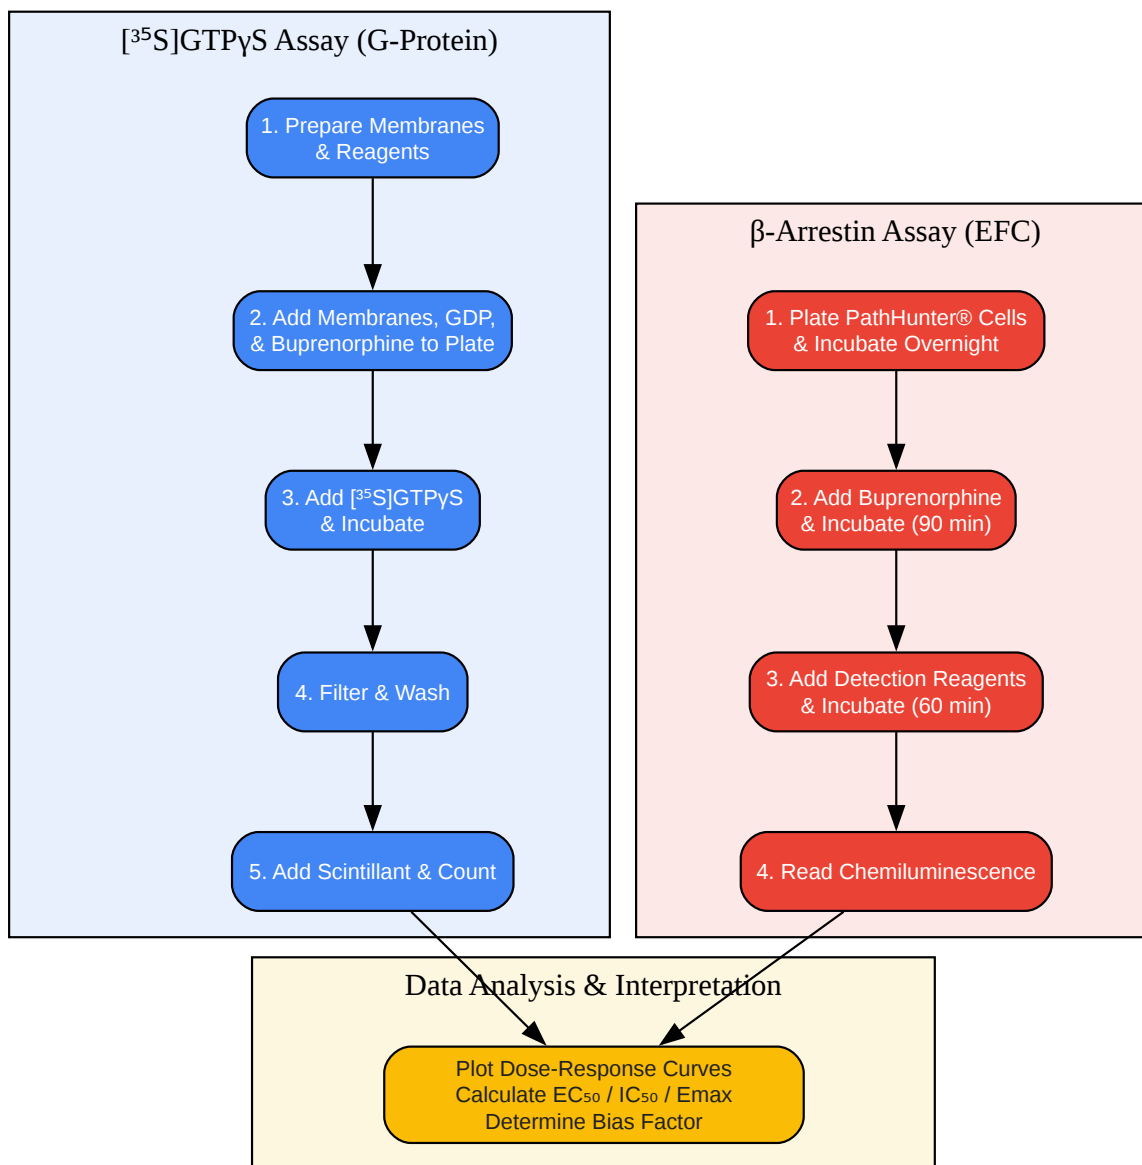 [³⁵S]GTPγS Assay (G-Protein)
1. Prepare Membranes
& Reagents
2. Add Membranes, GDP,
& Buprenorphine to Plate
3. Add [³⁵S]GTPγS
& Incubate
4. Filter & Wash
5. Add Scintillant & Count
β-Arrestin Assay (EFC)
1. Plate PathHunter® Cells
& Incubate Overnight
2. Add Buprenorphine
& Incubate (90 min)
3. Add Detection Reagents
& Incubate (60 min)
4. Read Chemiluminescence
Data Analysis & Interpretation
Plot Dose-Response Curves
Calculate EC₅₀ / IC₅₀ / Emax
Determine Bias Factor